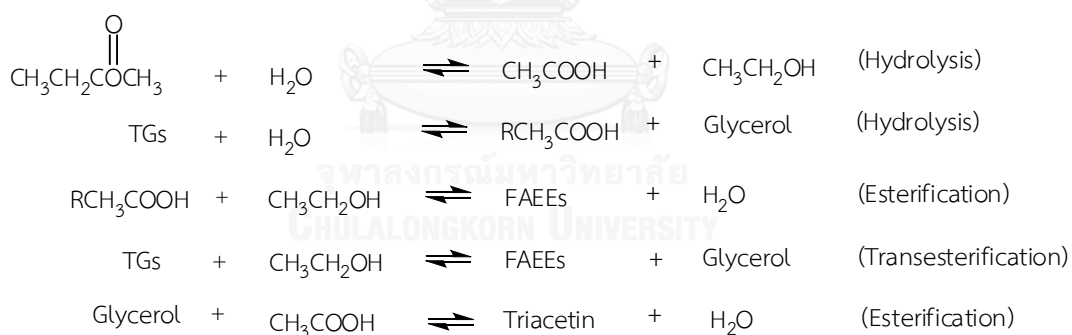 O
CH₃CH₂COCH₃ + H₂O ⇌ CH₃COOH + CH₃CH₂OH (Hydrolysis)
TGs + H₂O ⇌ RCH₃COOH + Glycerol (Hydrolysis)
จุฬาลงกรณ์มหาวิทยาลัย
RCH₃COOH + CH₃CH₂OH ⇌ FAEEs + H₂O (Esterification)
CHULALONGKORN UNIVERSITY
TGs + CH₃CH₂OH ⇌ FAEEs + Glycerol (Transesterification)
Glycerol + CH₃COOH ⇌ Triacetin + H₂O (Esterification)